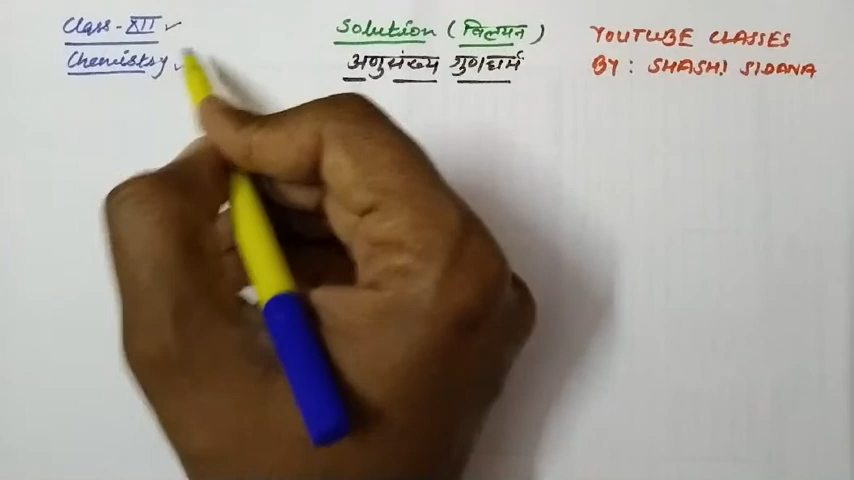 Class - XII
Chemistry
Solution (विलयन)
अणुसंख्य गुणधर्म
YOUTUBE CLASSES
BY : SHASHI SIDANA